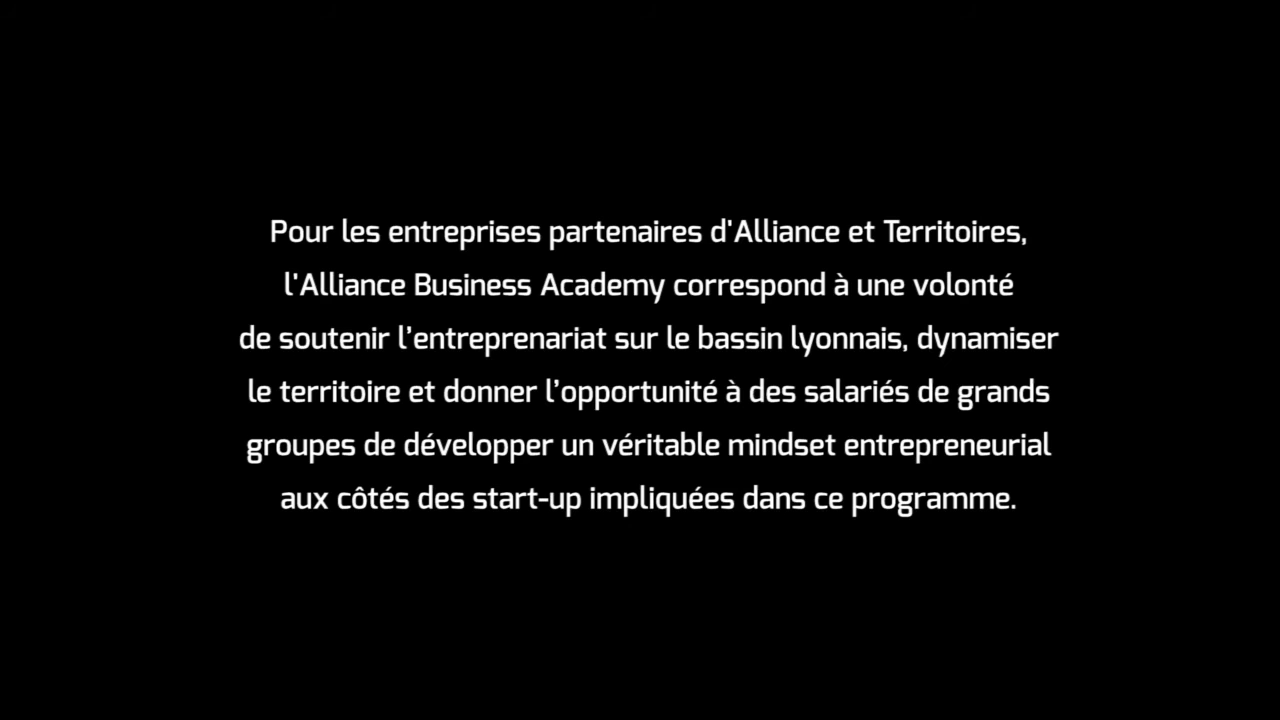 Pour les entreprises partenaires d'Alliance et Territoires,
l'Alliance Business Academy correspond à une volonté
de soutenir l’entreprenariat sur le bassin lyonnais, dynamiser
le territoire et donner l’opportunité à des salariés de grands
groupes de développer un véritable mindset entrepreneurial
aux côtés des start-up impliquées dans ce programme.